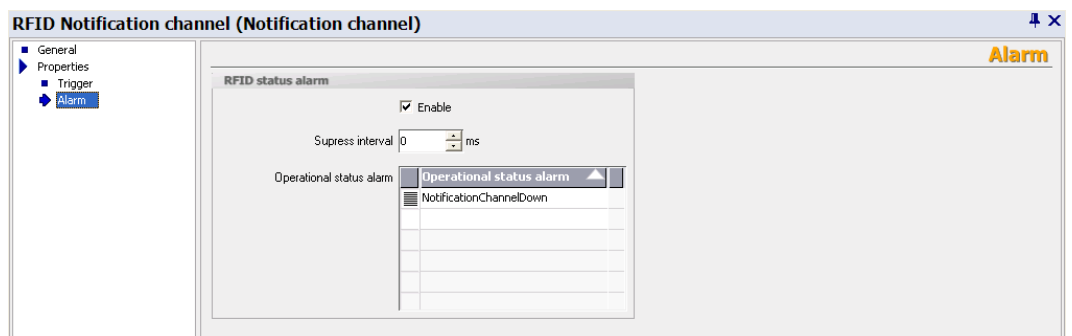 RFID Notification channel (Notification channel)
General
Properties
Trigger
Alarm
Alarm
RFID status alarm
Enable
Supress interval 0 ms
Operational status alarm Operational status alarm
NotificationChannelDown